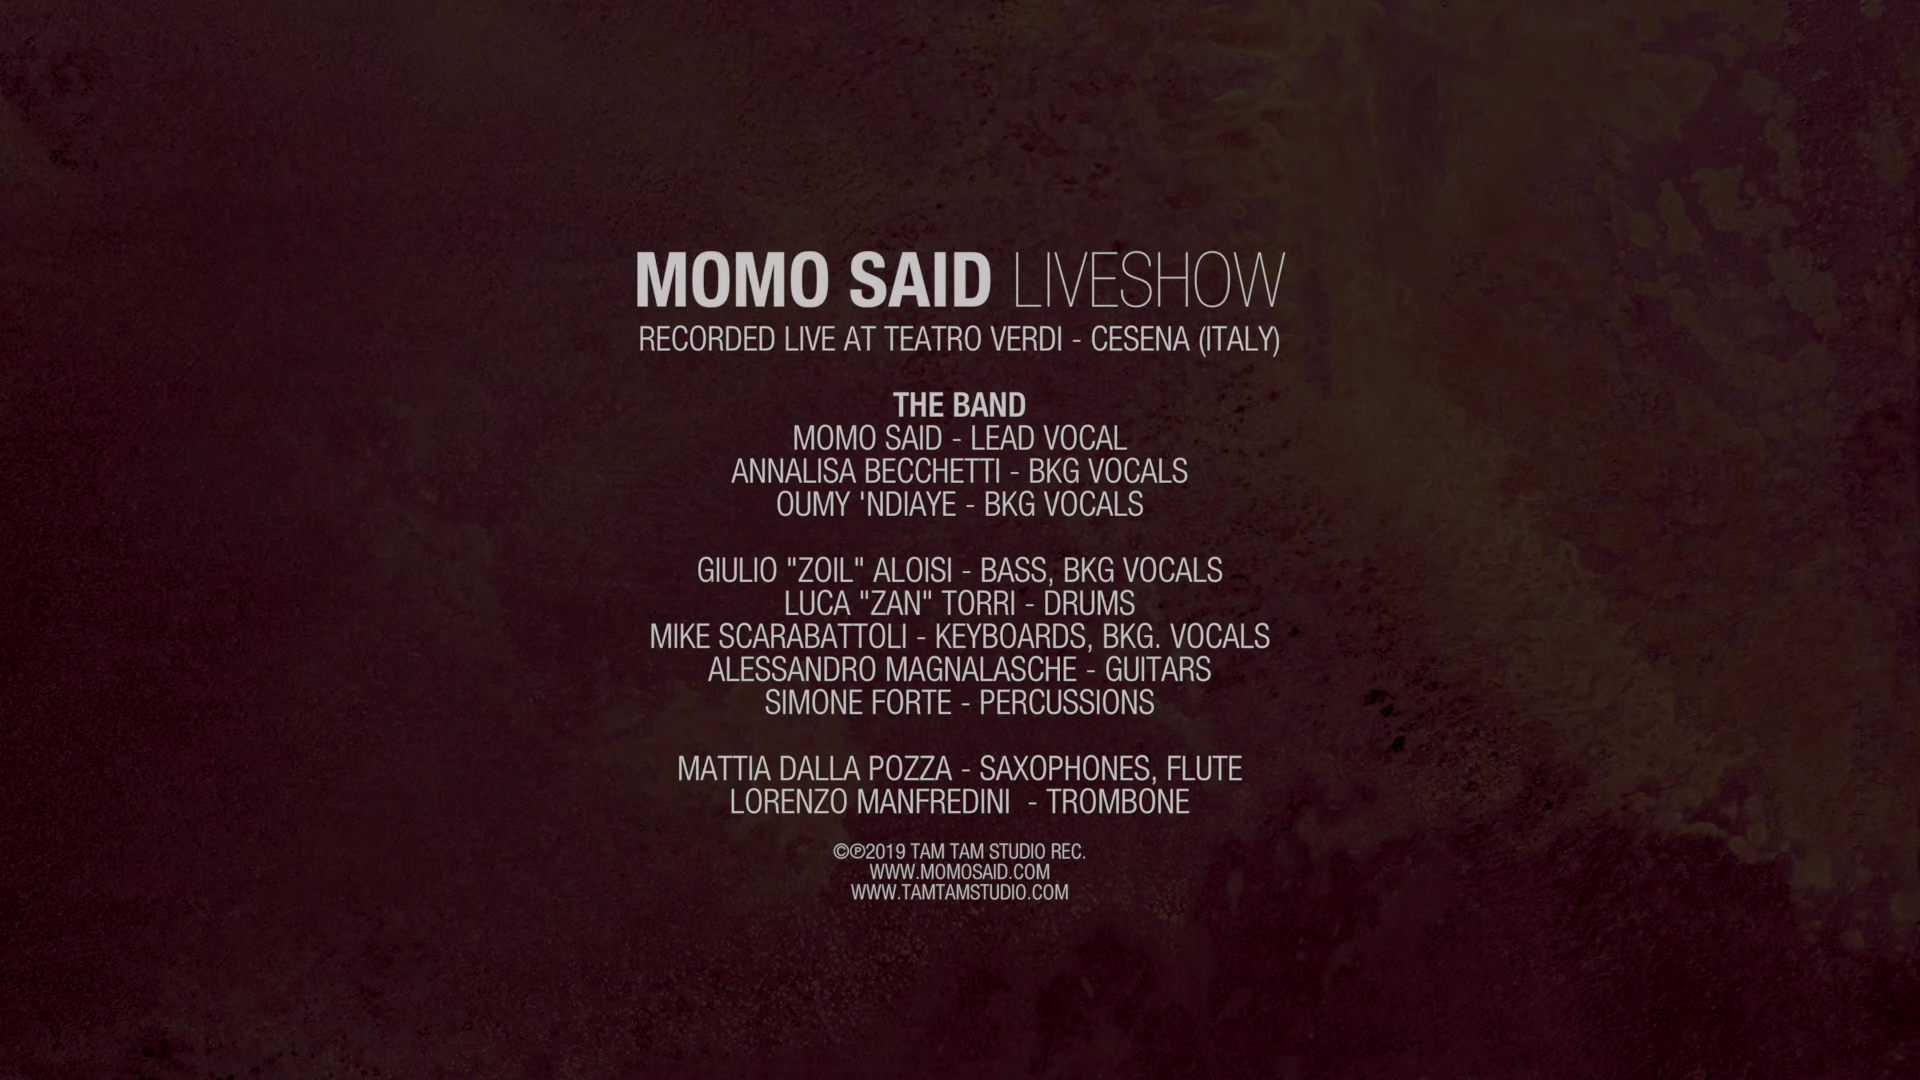 MOMO SAID LIVESHOW
RECORDED LIVE AT TEATRO VERDI - CESENA (ITALY)
THE BAND
MOMO SAID - LEAD VOCAL
ANNALISA BECCHETTI - BKG VOCALS
OUMY 'NDIAYE - BKG VOCALS
GIULIO "ZOIL" ALOISI - BASS, BKG VOCALS
LUCA "ZAN" TORRI - DRUMS
MIKE SCARABATTOLI - KEYBOARDS, BKG. VOCALS
ALESSANDRO MAGNALASCHE - GUITARS
SIMONE FORTE - PERCUSSIONS
MATTIA DALLA POZZA - SAXOPHONES, FLUTE
LORENZO MANFREDINI  - TROMBONE
©℗2019 TAM TAM STUDIO REC.
WWW.MOMOSAID.COM
WWW.TAMTAMSTUDIO.COM